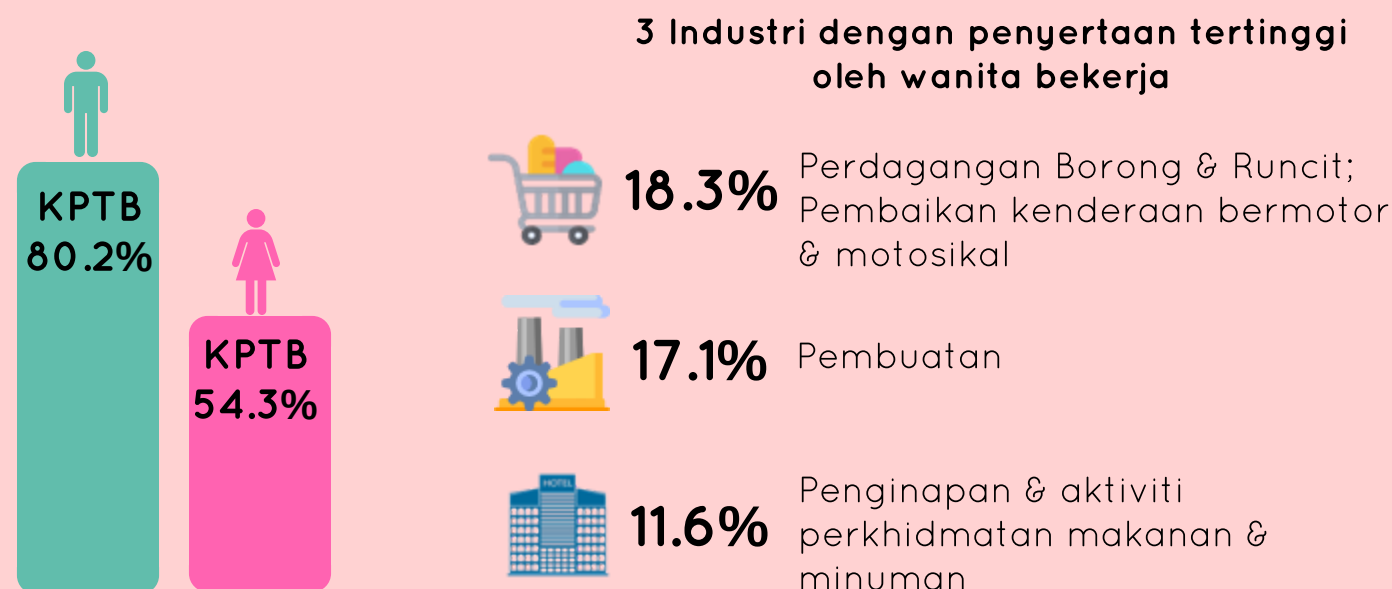 3 Industri dengan penyertaan tertinggi
oleh wanita bekerja
KPTB
80.2%
KPTB
54.3%
18.3%
Perdagangan Borong & Runcit;
Pembaikan kenderaan bermotor
& motosikal
17.1%
Pembuatan
HOTEL
11.6%
Penginapan & aktiviti
perkhidmatan makanan &
minuman